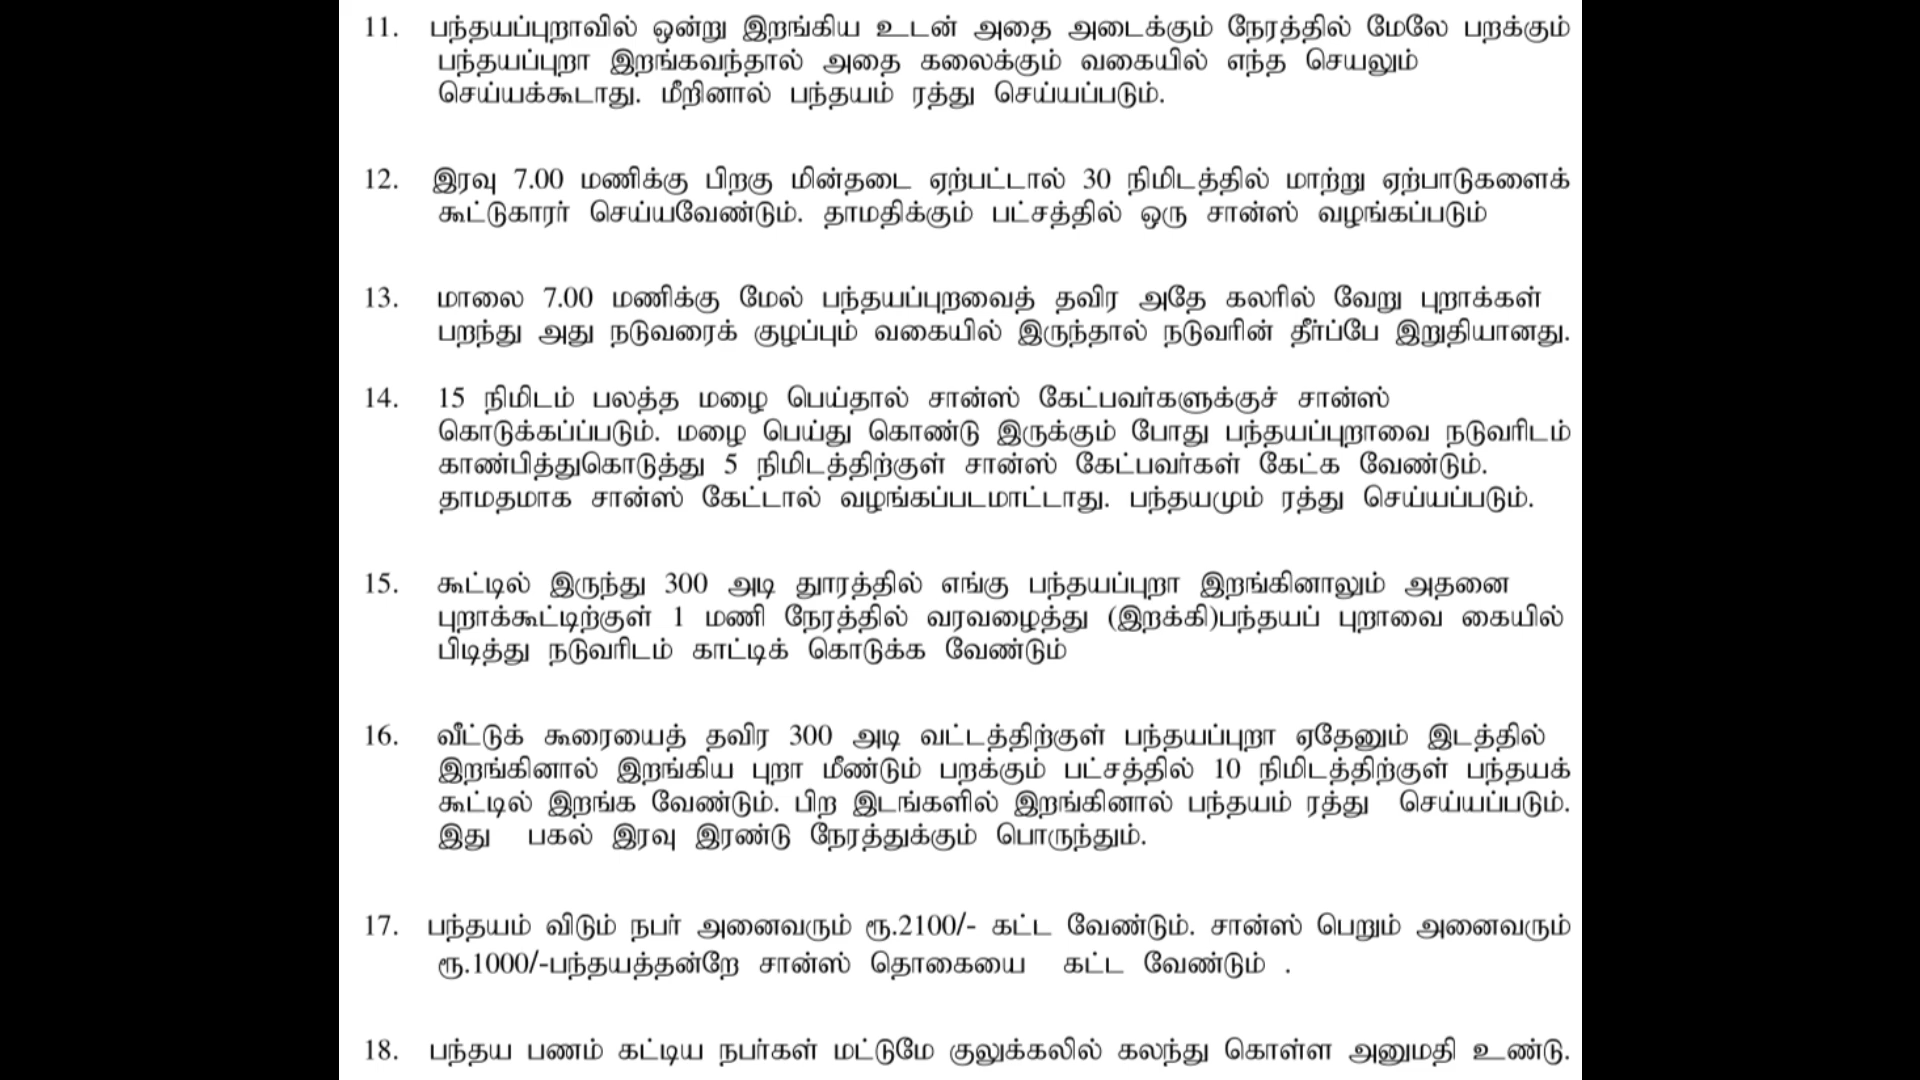 11. பந்தயப்புறாவில் ஒன்று இறங்கிய உடன் அதை அடைக்கும் நேரத்தில் மேலே பறக்கும்
பந்தயப்புறா இறங்கவந்தால் அதை கலைக்கும் வகையில் எந்த செயலும்
செய்யக்கூடாது. மீறினால் பந்தயம் ரத்து செய்யப்படும்.
12. இரவு 7.00 மணிக்கு பிறகு மின்தடை ஏற்பட்டால் 30 நிமிடத்தில் மாற்று ஏற்பாடுகளைக்
கூட்டுகாரர் செய்யவேண்டும். தாமதிக்கும் பட்சத்தில் ஒரு சான்ஸ் வழங்கப்படும்
13. மாலை 7.00 மணிக்கு மேல் பந்தயப்புறவைத் தவிர அதே கலரில் வேறு புறாக்கள்
பறந்து அது நடுவரைக் குழப்பும் வகையில் இருந்தால் நடுவரின் தீர்ப்பே இறுதியானது.
14. 15 நிமிடம் பலத்த மழை பெய்தால் சான்ஸ் கேட்பவர்களுக்குச் சான்ஸ்
கொடுக்கப்ப்படும். மழை பெய்து கொண்டு இருக்கும் போது பந்தயப்புறாவை நடுவரிடம்
காண்பித்துகொடுத்து 5 நிமிடத்திற்குள் சான்ஸ் கேட்பவர்கள் கேட்க வேண்டும்.
தாமதமாக சான்ஸ் கேட்டால் வழங்கப்படமாட்டாது. பந்தயமும் ரத்து செய்யப்படும்.
15. கூட்டில் இருந்து 300 அடி துாரத்தில் எங்கு பந்தயப்புறா இறங்கினாலும் அதனை
புறாக்கூட்டிற்குள் 1 மணி நேரத்தில் வரவழைத்து (இறக்கி)பந்தயப் புறாவை கையில்
பிடித்து நடுவரிடம் காட்டிக் கொடுக்க வேண்டும்
16. வீட்டுக் கூரையைத் தவிர 300 அடி வட்டத்திற்குள் பந்தயப்புறா ஏதேனும் இடத்தில்
இறங்கினால் இறங்கிய புறா மீண்டும் பறக்கும் பட்சத்தில் 10 நிமிடத்திற்குள் பந்தயக்
கூட்டில் இறங்க வேண்டும். பிற இடங்களில் இறங்கினால் பந்தயம் ரத்து செய்யப்படும்.
இது பகல் இரவு இரண்டு நேரத்துக்கும் பொருந்தும்.
17. பந்தயம் விடும் நபர் அனைவரும் ரூ.2100/- கட்ட வேண்டும். சான்ஸ் பெறும் அனைவரும்
ரூ.1000/-பந்தயத்தன்றே சான்ஸ் தொகையை கட்ட வேண்டும் .
18. பந்தய பணம் கட்டிய நபர்கள் மட்டுமே குலுக்கலில் கலந்து கொள்ள அனுமதி உண்டு.